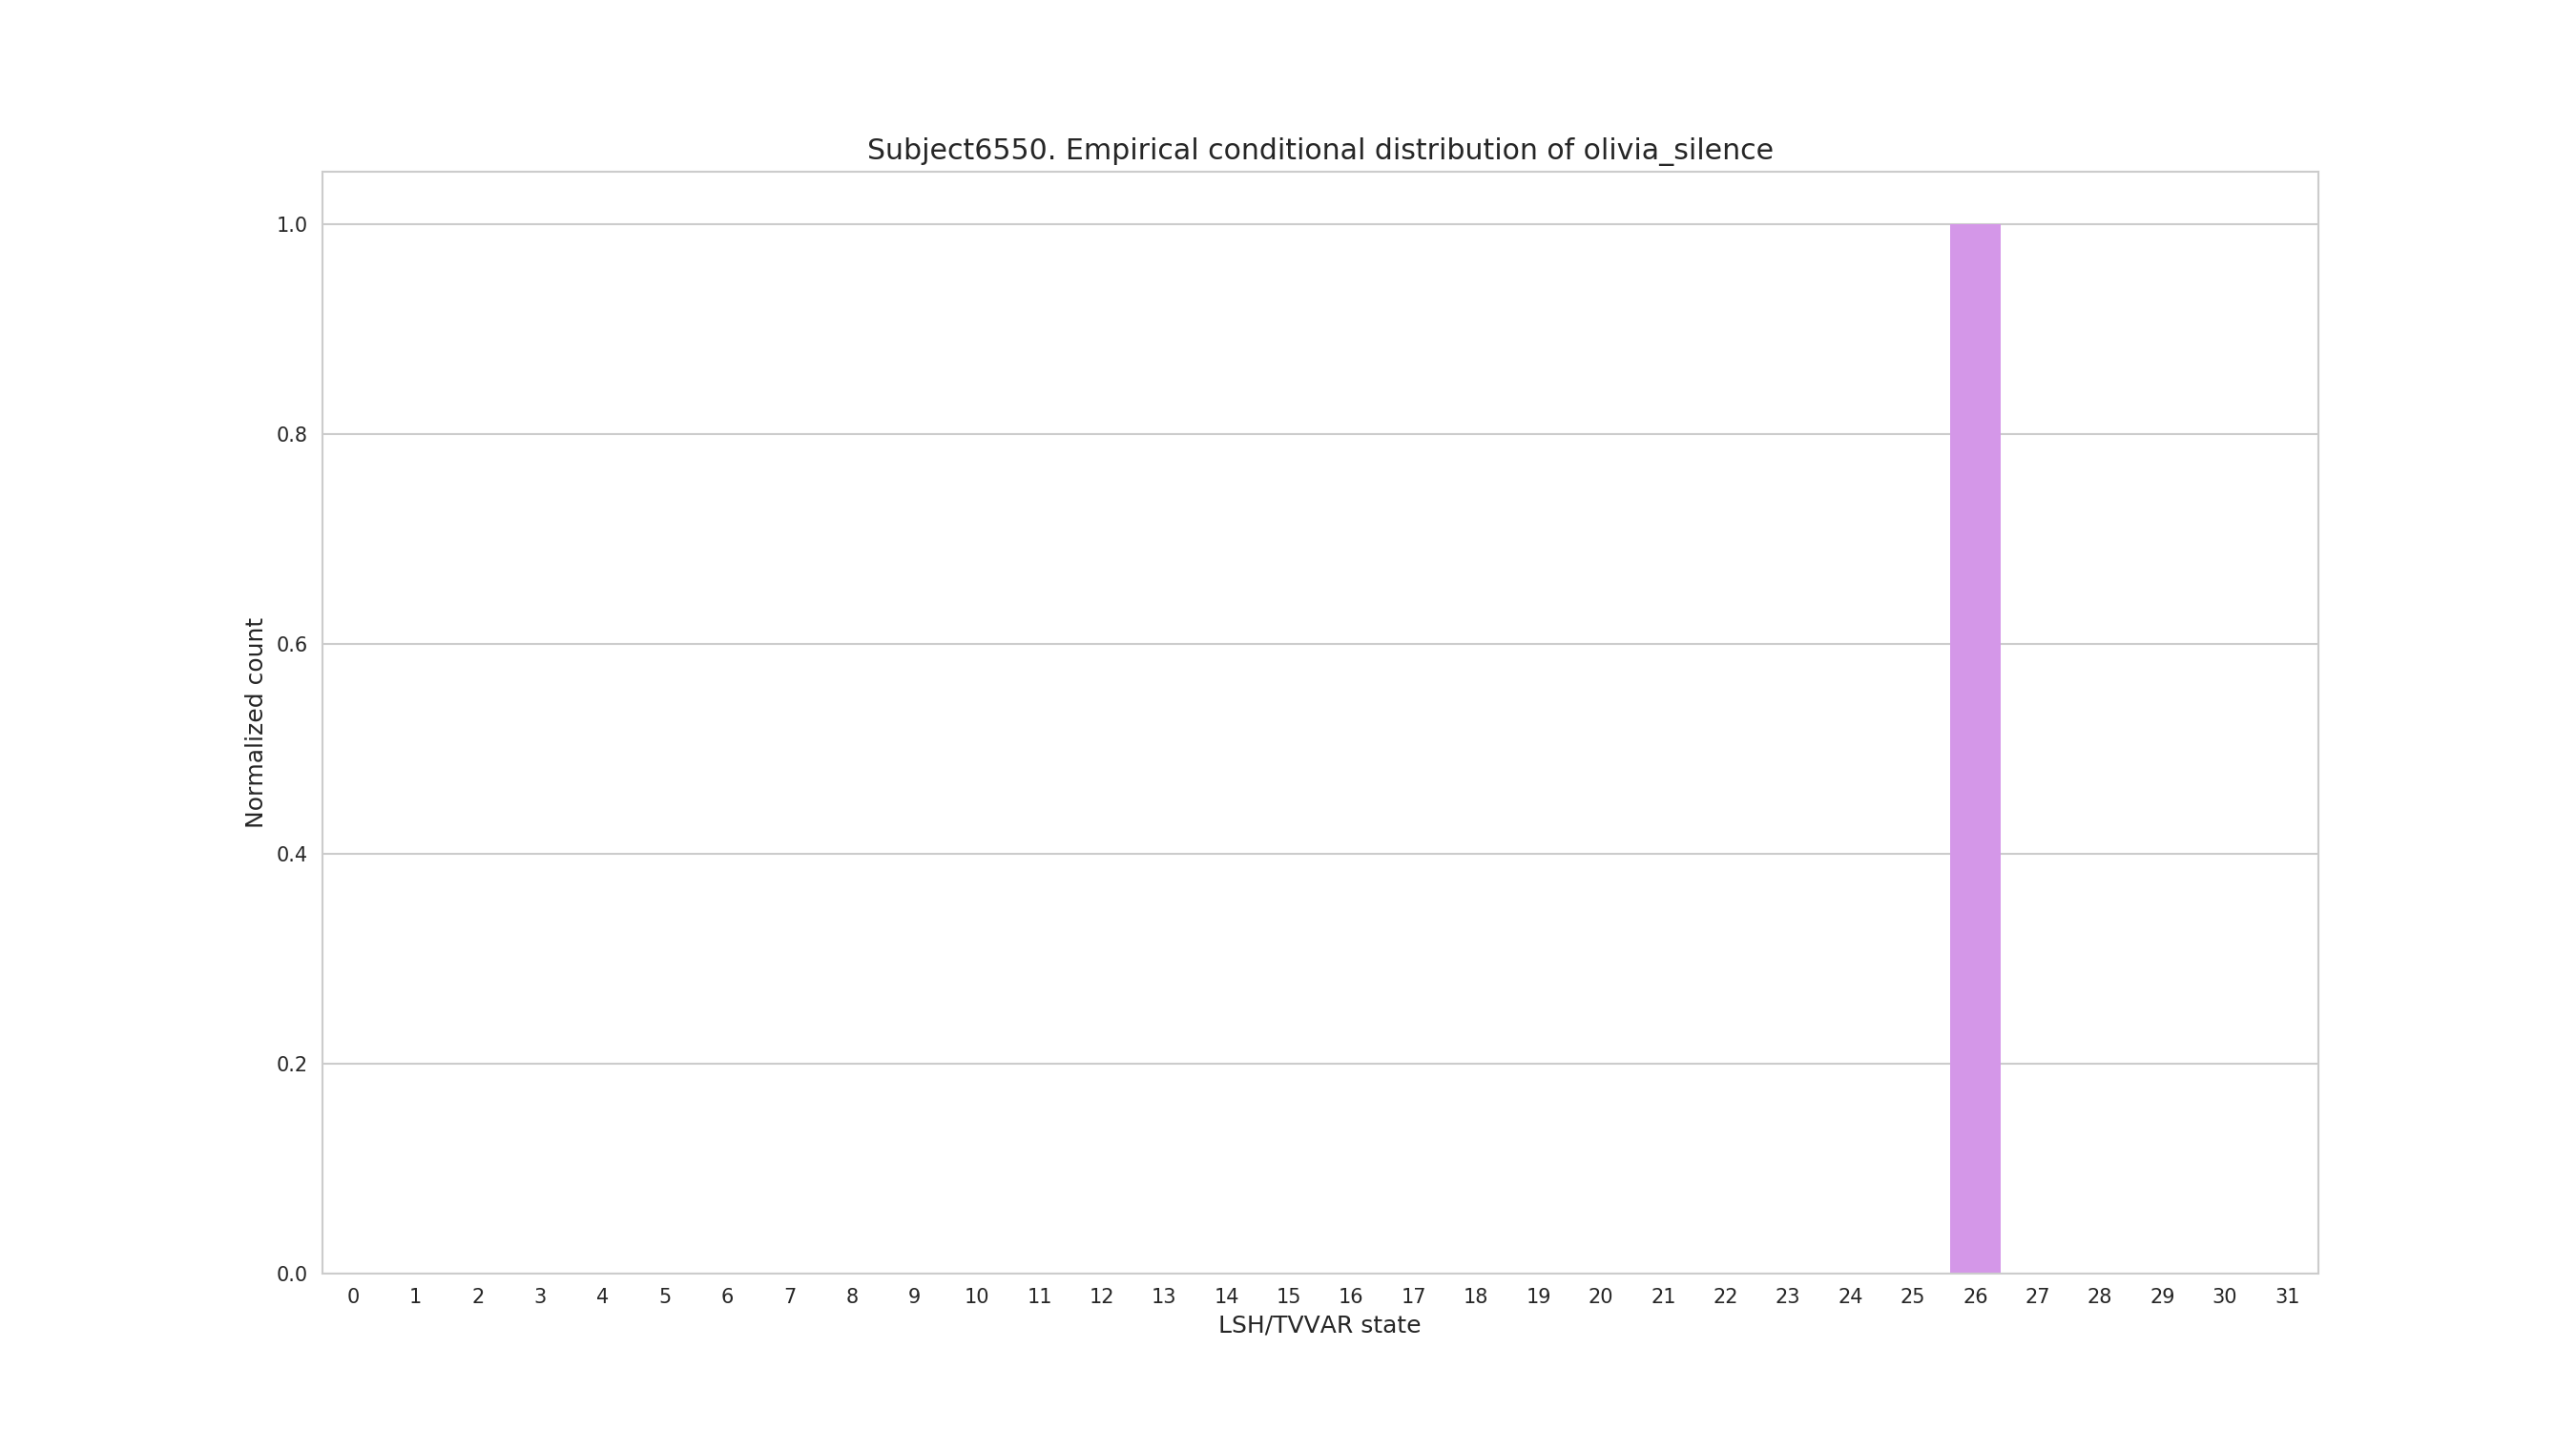 Subject6550. Empirical conditional distribution of olivia_silence
1.0
0.8
0.6
0.4
0.2
0.0
Normalized count
0 1 2 3 4 5 6 7 8 9 10 11 12 13 14 15 16 17 18 19 20 21 22 23 24 25 26 27 28 29 30 31
LSH/TVVAR state